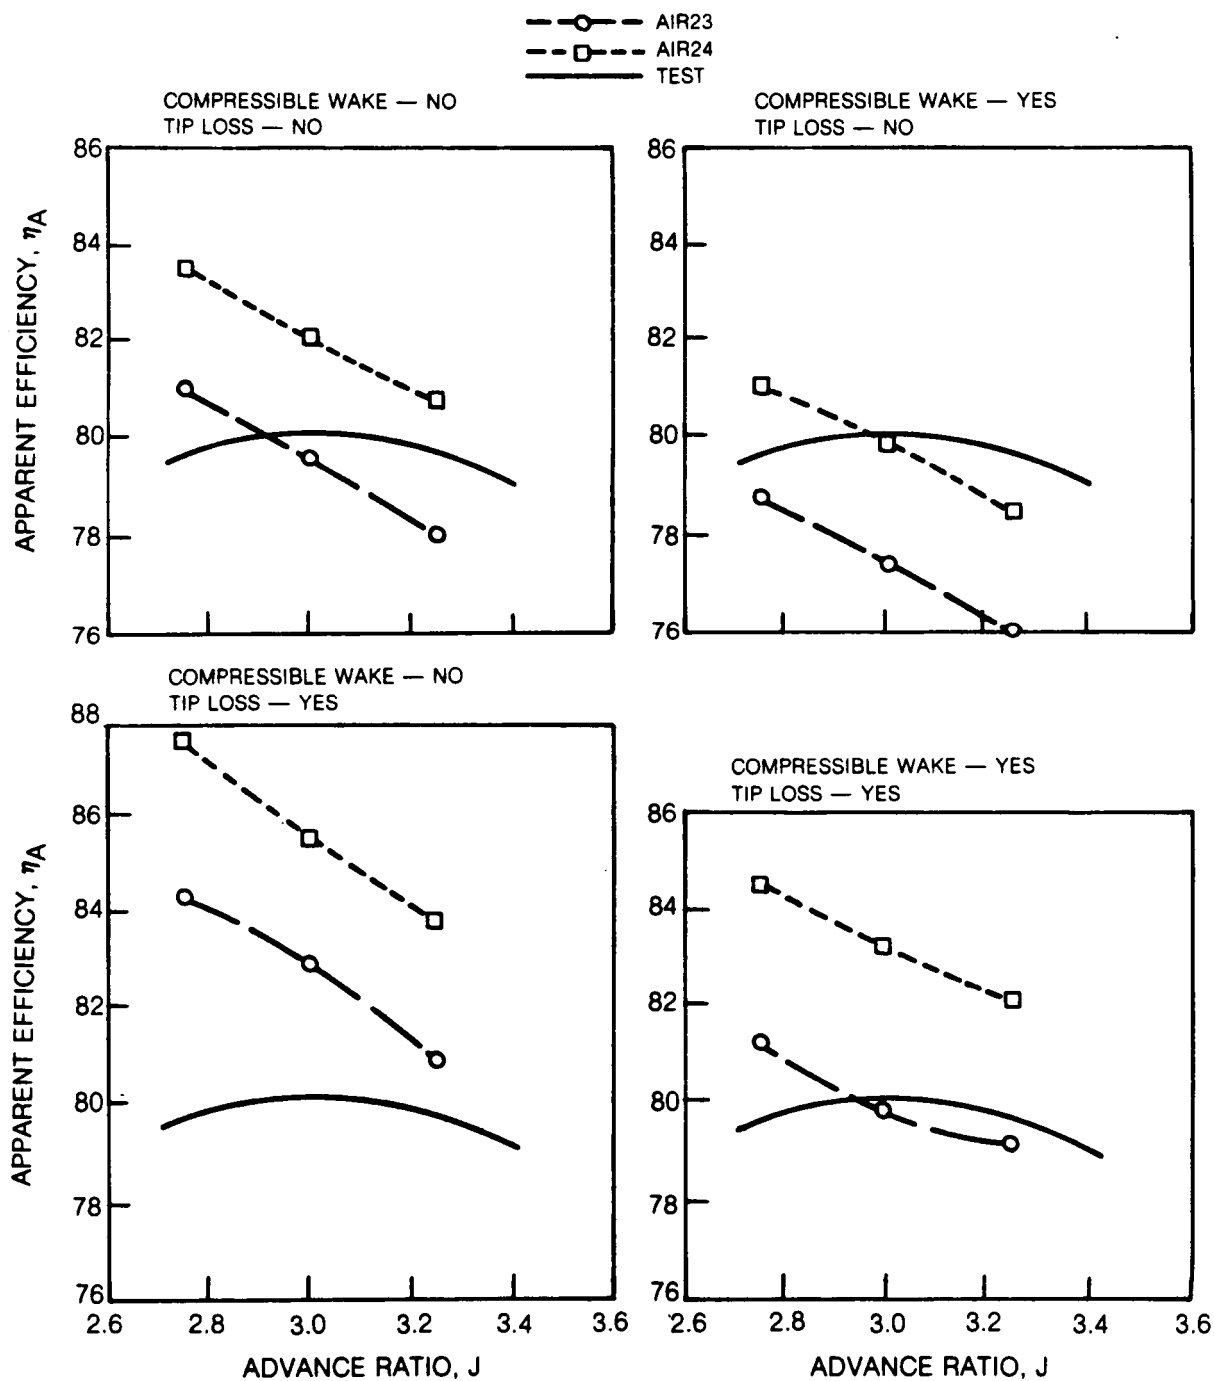 AIR23
AIR24
TEST
COMPRESSIBLE WAKE — NO
TIP LOSS — NO
86
84
82
80
78
76
APPARENT EFFICIENCY, ηA
COMPRESSIBLE WAKE — YES
TIP LOSS — NO
86
84
82
80
78
76
COMPRESSIBLE WAKE — NO
TIP LOSS — YES
88
86
84
82
80
78
76
APPARENT EFFICIENCY, ηA
2.6 2.8 3.0 3.2 3.4 3.6
ADVANCE RATIO, J
COMPRESSIBLE WAKE — YES
TIP LOSS — YES
86
84
82
80
78
76
2.6 2.8 3.0 3.2 3.4 3.6
ADVANCE RATIO, J